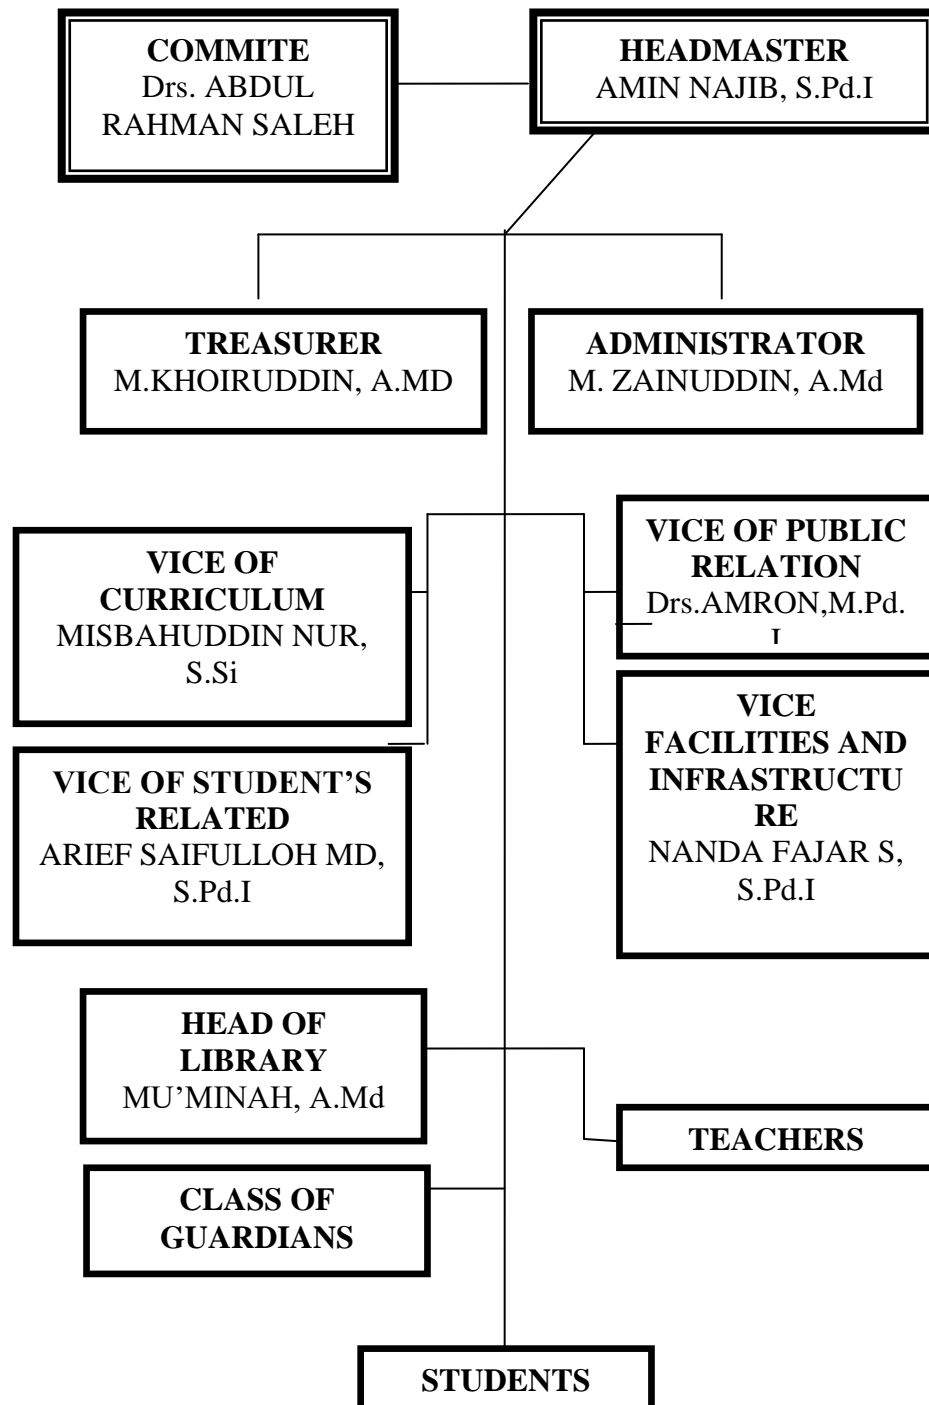 COMMITE
Drs. ABDUL
RAHMAN SALEH
HEADMASTER
AMIN NAJIB, S.Pd.I
TREASURER
M.KHOIRUDDIN, A.MD
ADMINISTRATOR
M. ZAINUDDIN, A.Md
VICE OF
CURRICULUM
MISBAHUDDIN NUR,
S.Si
VICE OF PUBLIC
RELATION
Drs.AMRON,M.Pd.
I
VICE OF STUDENT’S
RELATED
ARIEF SAIFULLOH MD,
S.Pd.I
VICE
FACILITIES AND
INFRASTRUCTU
RE
NANDA FAJAR S,
S.Pd.I
HEAD OF
LIBRARY
MU’MINAH, A.Md
TEACHERS
CLASS OF
GUARDIANS
STUDENTS